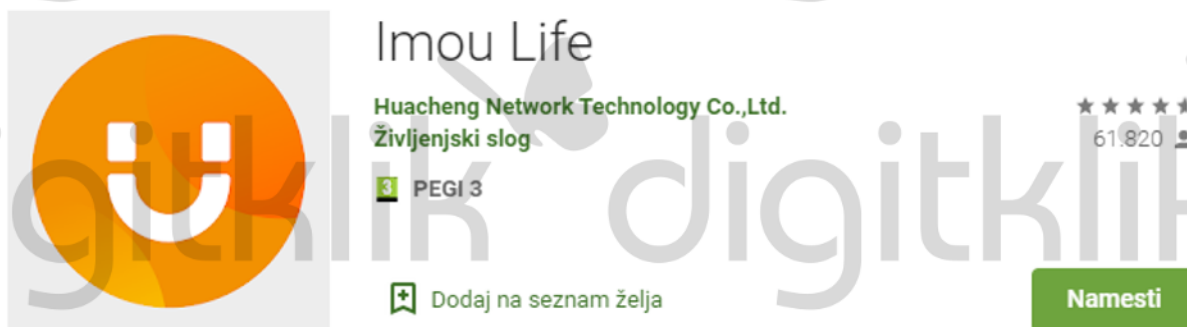 Imou Life
Huacheng Network Technology Co.,Ltd.
Življenjski slog
61.820
3 PEGI 3
Dodaj na seznam želja
Namesti
gitklik digitklik